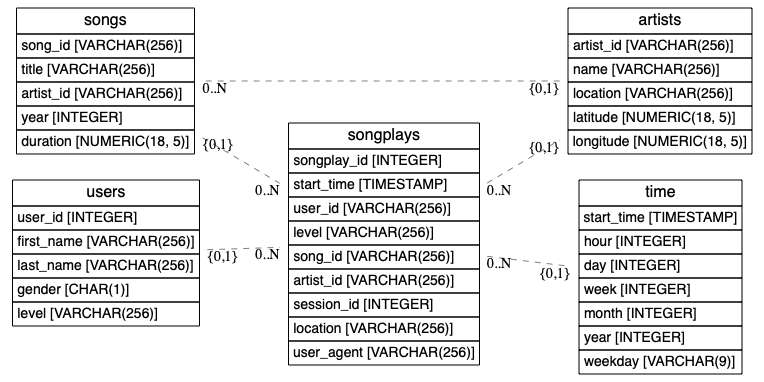 songs
song_id [VARCHAR(256)]
title [VARCHAR(256)]
artist_id [VARCHAR(256)]
year [INTEGER]
duration [NUMERIC(18, 5)]
artists
artist_id [VARCHAR(256)]
name [VARCHAR(256)]
location [VARCHAR(256)]
latitude [NUMERIC(18, 5)]
longitude [NUMERIC(18, 5)]
0..N
{0,1}
songplays
songplay_id [INTEGER]
start_time [TIMESTAMP]
user_id [VARCHAR(256)]
level [VARCHAR(256)]
song_id [VARCHAR(256)]
artist_id [VARCHAR(256)]
session_id [INTEGER]
location [VARCHAR(256)]
user_agent [VARCHAR(256)]
{0,1}
0..N
{0,1}
0..N
users
user_id [INTEGER]
first_name [VARCHAR(256)]
last_name [VARCHAR(256)]
gender [CHAR(1)]
level [VARCHAR(256)]
{0,1}
0..N
0..N
{0,1}
time
start_time [TIMESTAMP]
hour [INTEGER]
day [INTEGER]
week [INTEGER]
month [INTEGER]
year [INTEGER]
weekday [VARCHAR(9)]